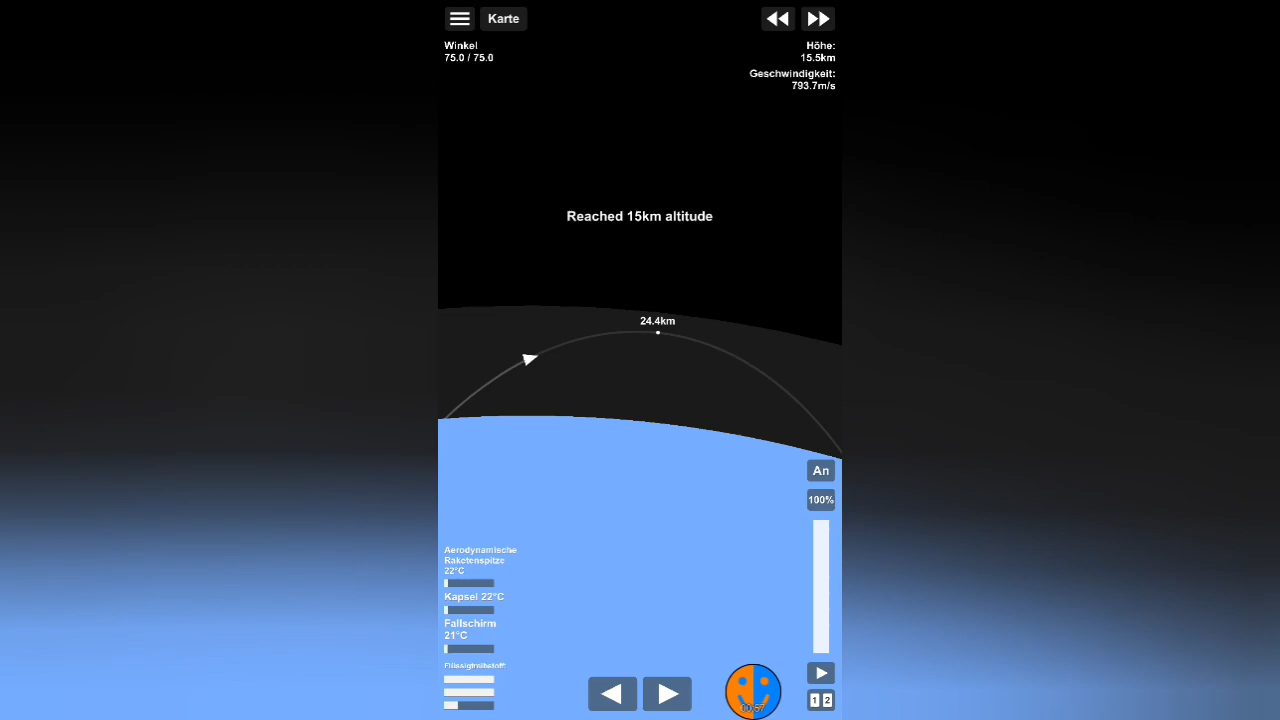 Karte
Winkel
75.0 / 75.0
Höhe:
15.5km
Geschwindigkeit:
793.7m/s
Reached 15km altitude
24.4km
An
100%
Aerodynamische
Raketenspitze
22°C
Kapsel 22°C
Fallschirm
21°C
Flüssigtreibstoff:
1 2